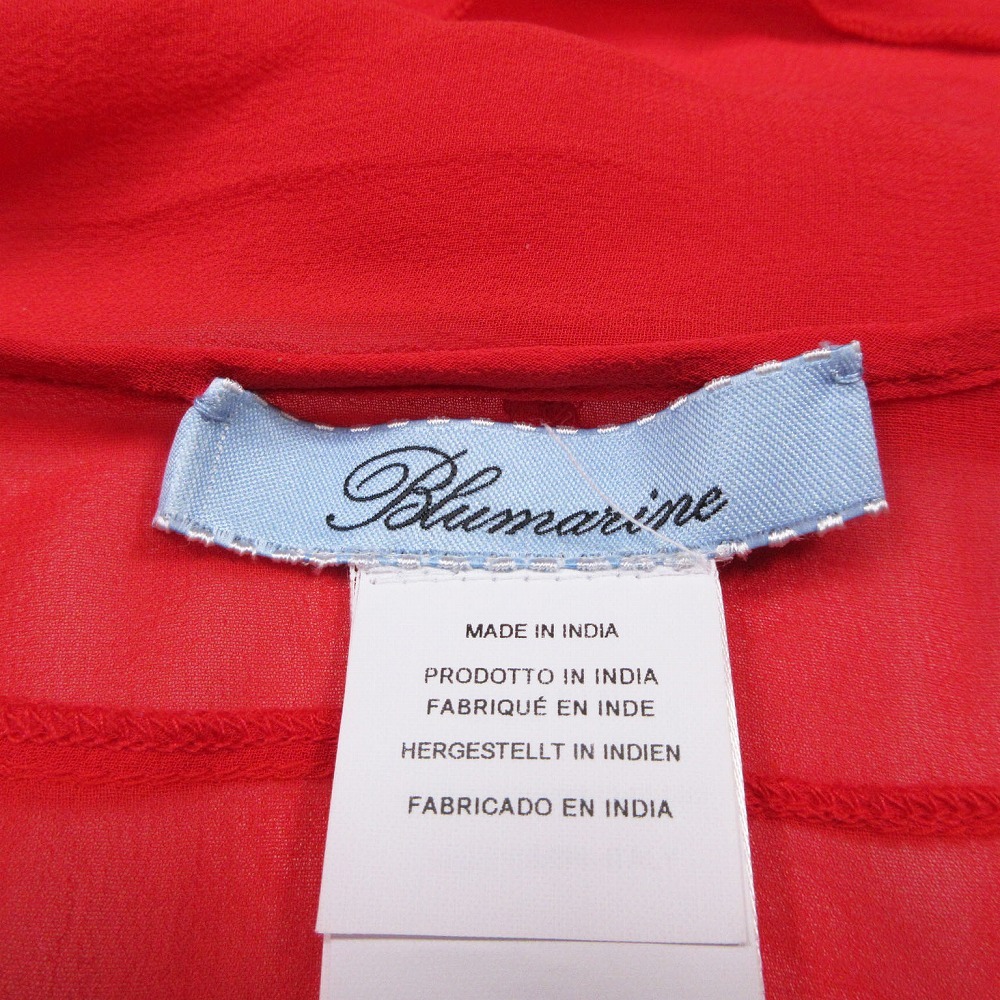 Blumarine
MADE IN INDIA
PRODOTTO IN INDIA
FABRIQUÉ EN INDE
HERGESTELLT IN INDIEN
FABRICADO EN INDIA